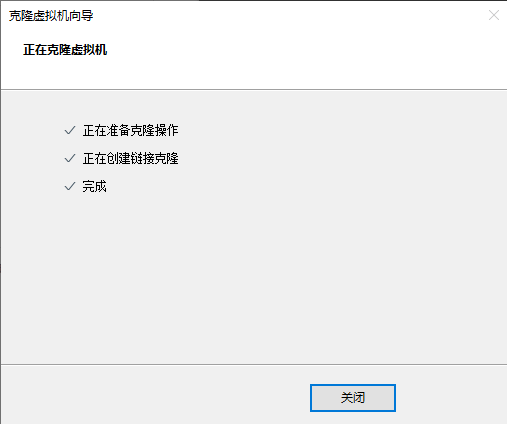 克隆虚拟机向导
正在克隆虚拟机
正在准备克隆操作
正在创建链接克隆
完成
关闭